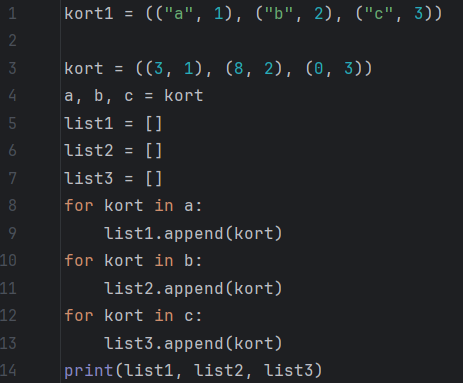 1 kort1 = (("a", 1), ("b", 2), ("c", 3))
2
3 kort = ((3, 1), (8, 2), (0, 3))
4 a, b, c = kort
5 list1 = []
6 list2 = []
7 list3 = []
8 for kort in a:
9     list1.append(kort)
10 for kort in b:
11     list2.append(kort)
12 for kort in c:
13     list3.append(kort)
14 print(list1, list2, list3)